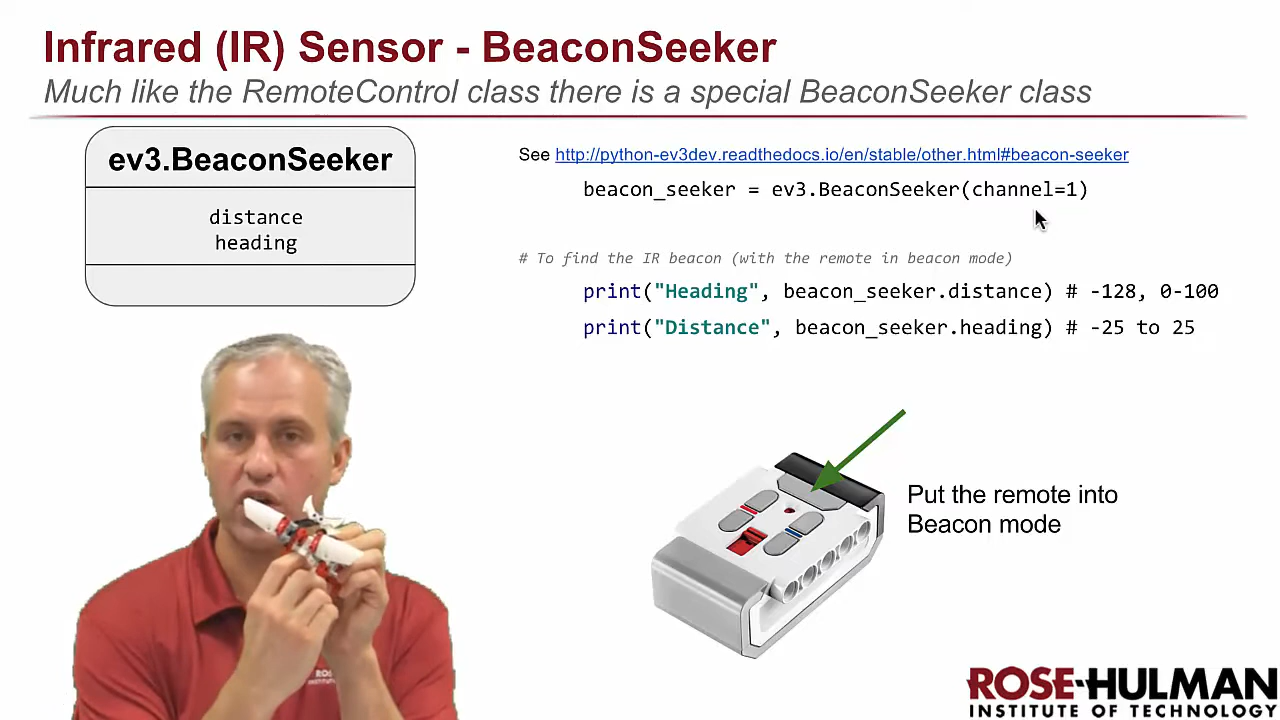 Infrared (IR) Sensor - BeaconSeeker
Much like the RemoteControl class there is a special BeaconSeeker class
ev3.BeaconSeeker
distance
heading
See http://python-ev3dev.readthedocs.io/en/stable/other.html#beacon-seeker
beacon_seeker = ev3.BeaconSeeker(channel=1)
# To find the IR beacon (with the remote in beacon mode)
print("Heading", beacon_seeker.distance) # -128, 0-100
print("Distance", beacon_seeker.heading) # -25 to 25
Put the remote into
Beacon mode
ROSE-HULMAN
INSTITUTE OF TECHNOLOGY